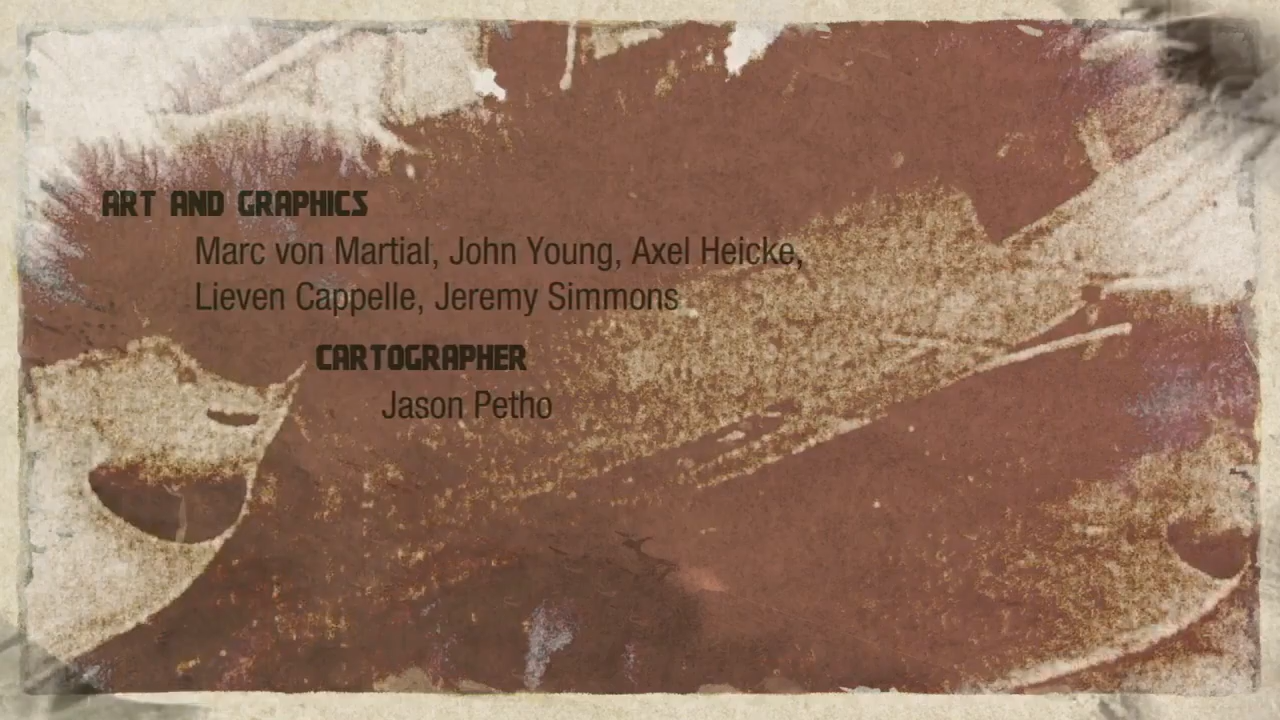 ART AND GRAPHICS
Marc von Martial, John Young, Axel Heicke,
Lieven Cappelle, Jeremy Simmons
CARTOGRAPHER
Jason Petho